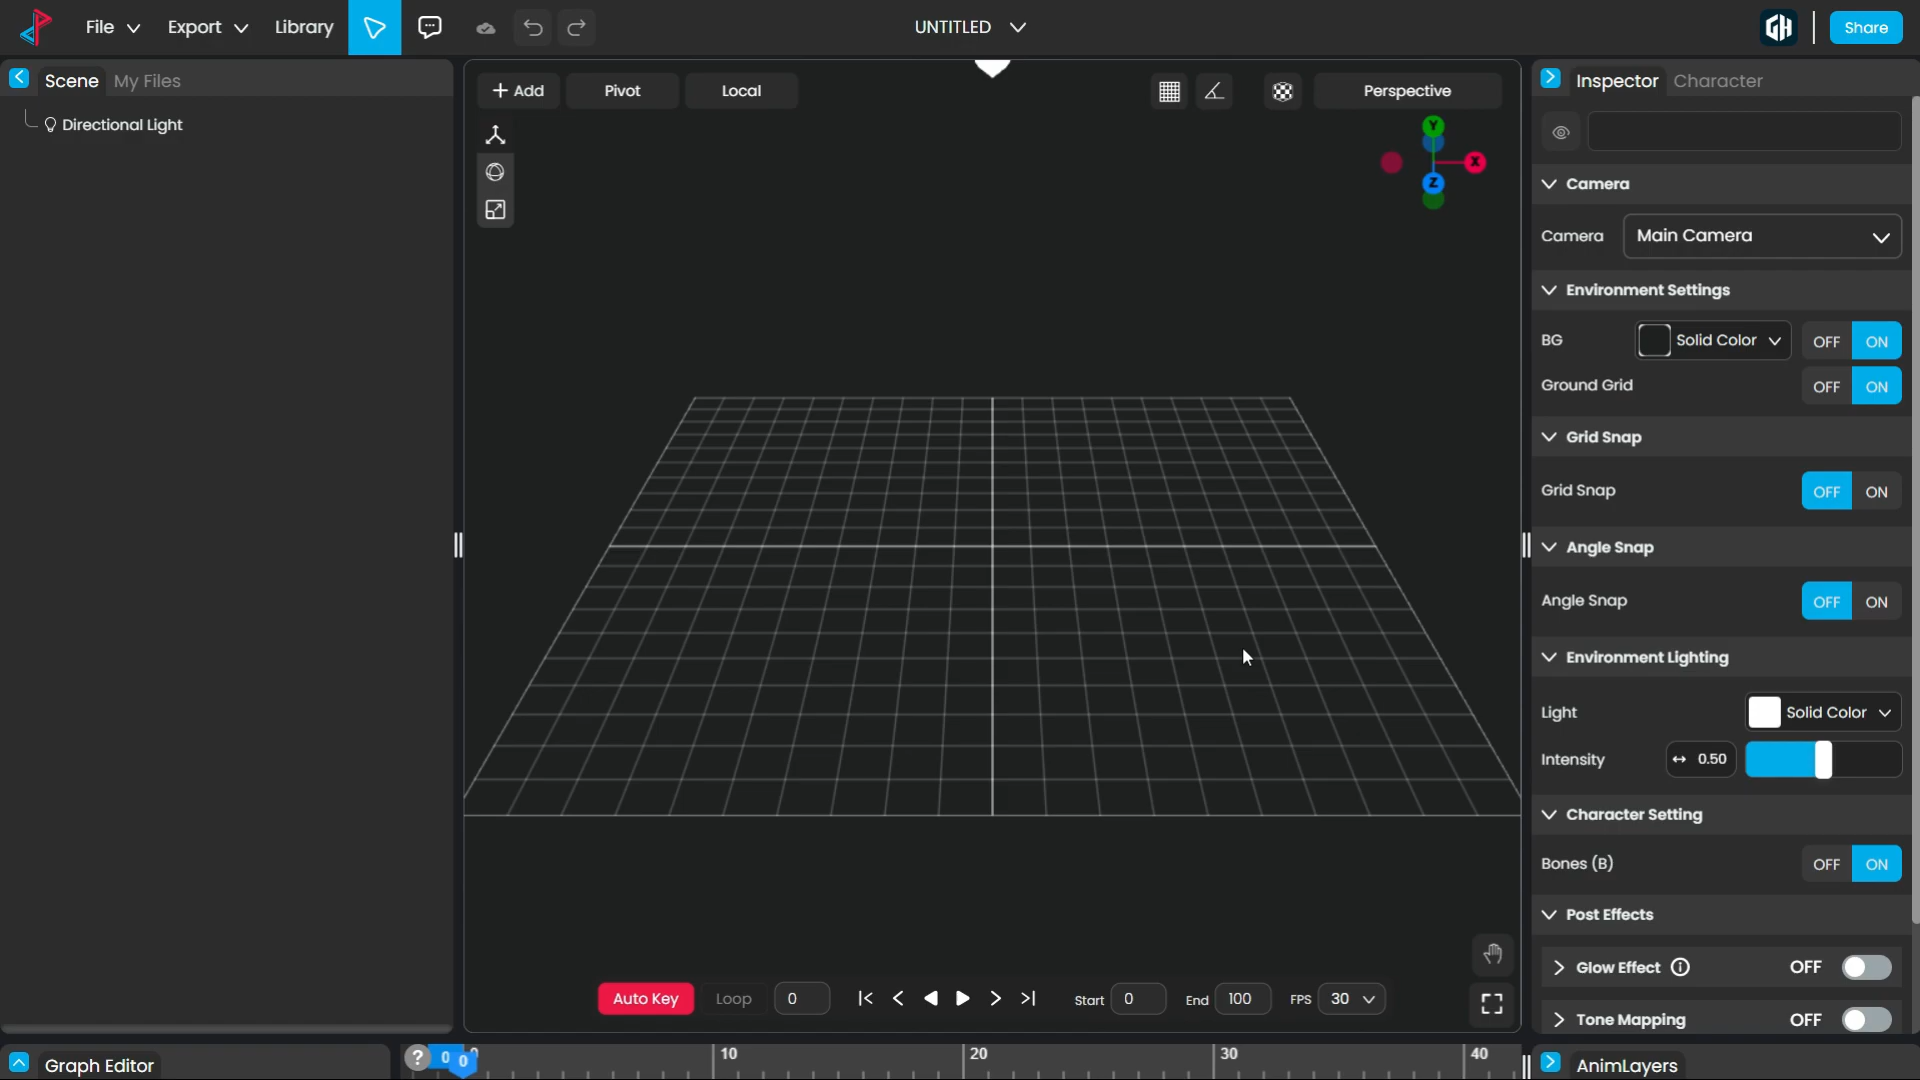 File
Export
Library
UNTITLED
GH
Share
Scene
My Files
Directional Light
+ Add
Pivot
Local
Perspective
Y
X
Z
Inspector
Character
Camera
Camera
Main Camera
Environment Settings
BG
Solid Color
OFF
ON
Ground Grid
OFF
ON
Grid Snap
Grid Snap
OFF
ON
Angle Snap
Angle Snap
OFF
ON
Environment Lighting
Light
Solid Color
Intensity
0.50
Character Setting
Bones (B)
OFF
ON
Post Effects
Glow Effect
OFF
Tone Mapping
OFF
Auto Key
Loop
0
Start
0
End
100
FPS
30
Graph Editor
?
0
0
10
20
30
40
AnimLayers